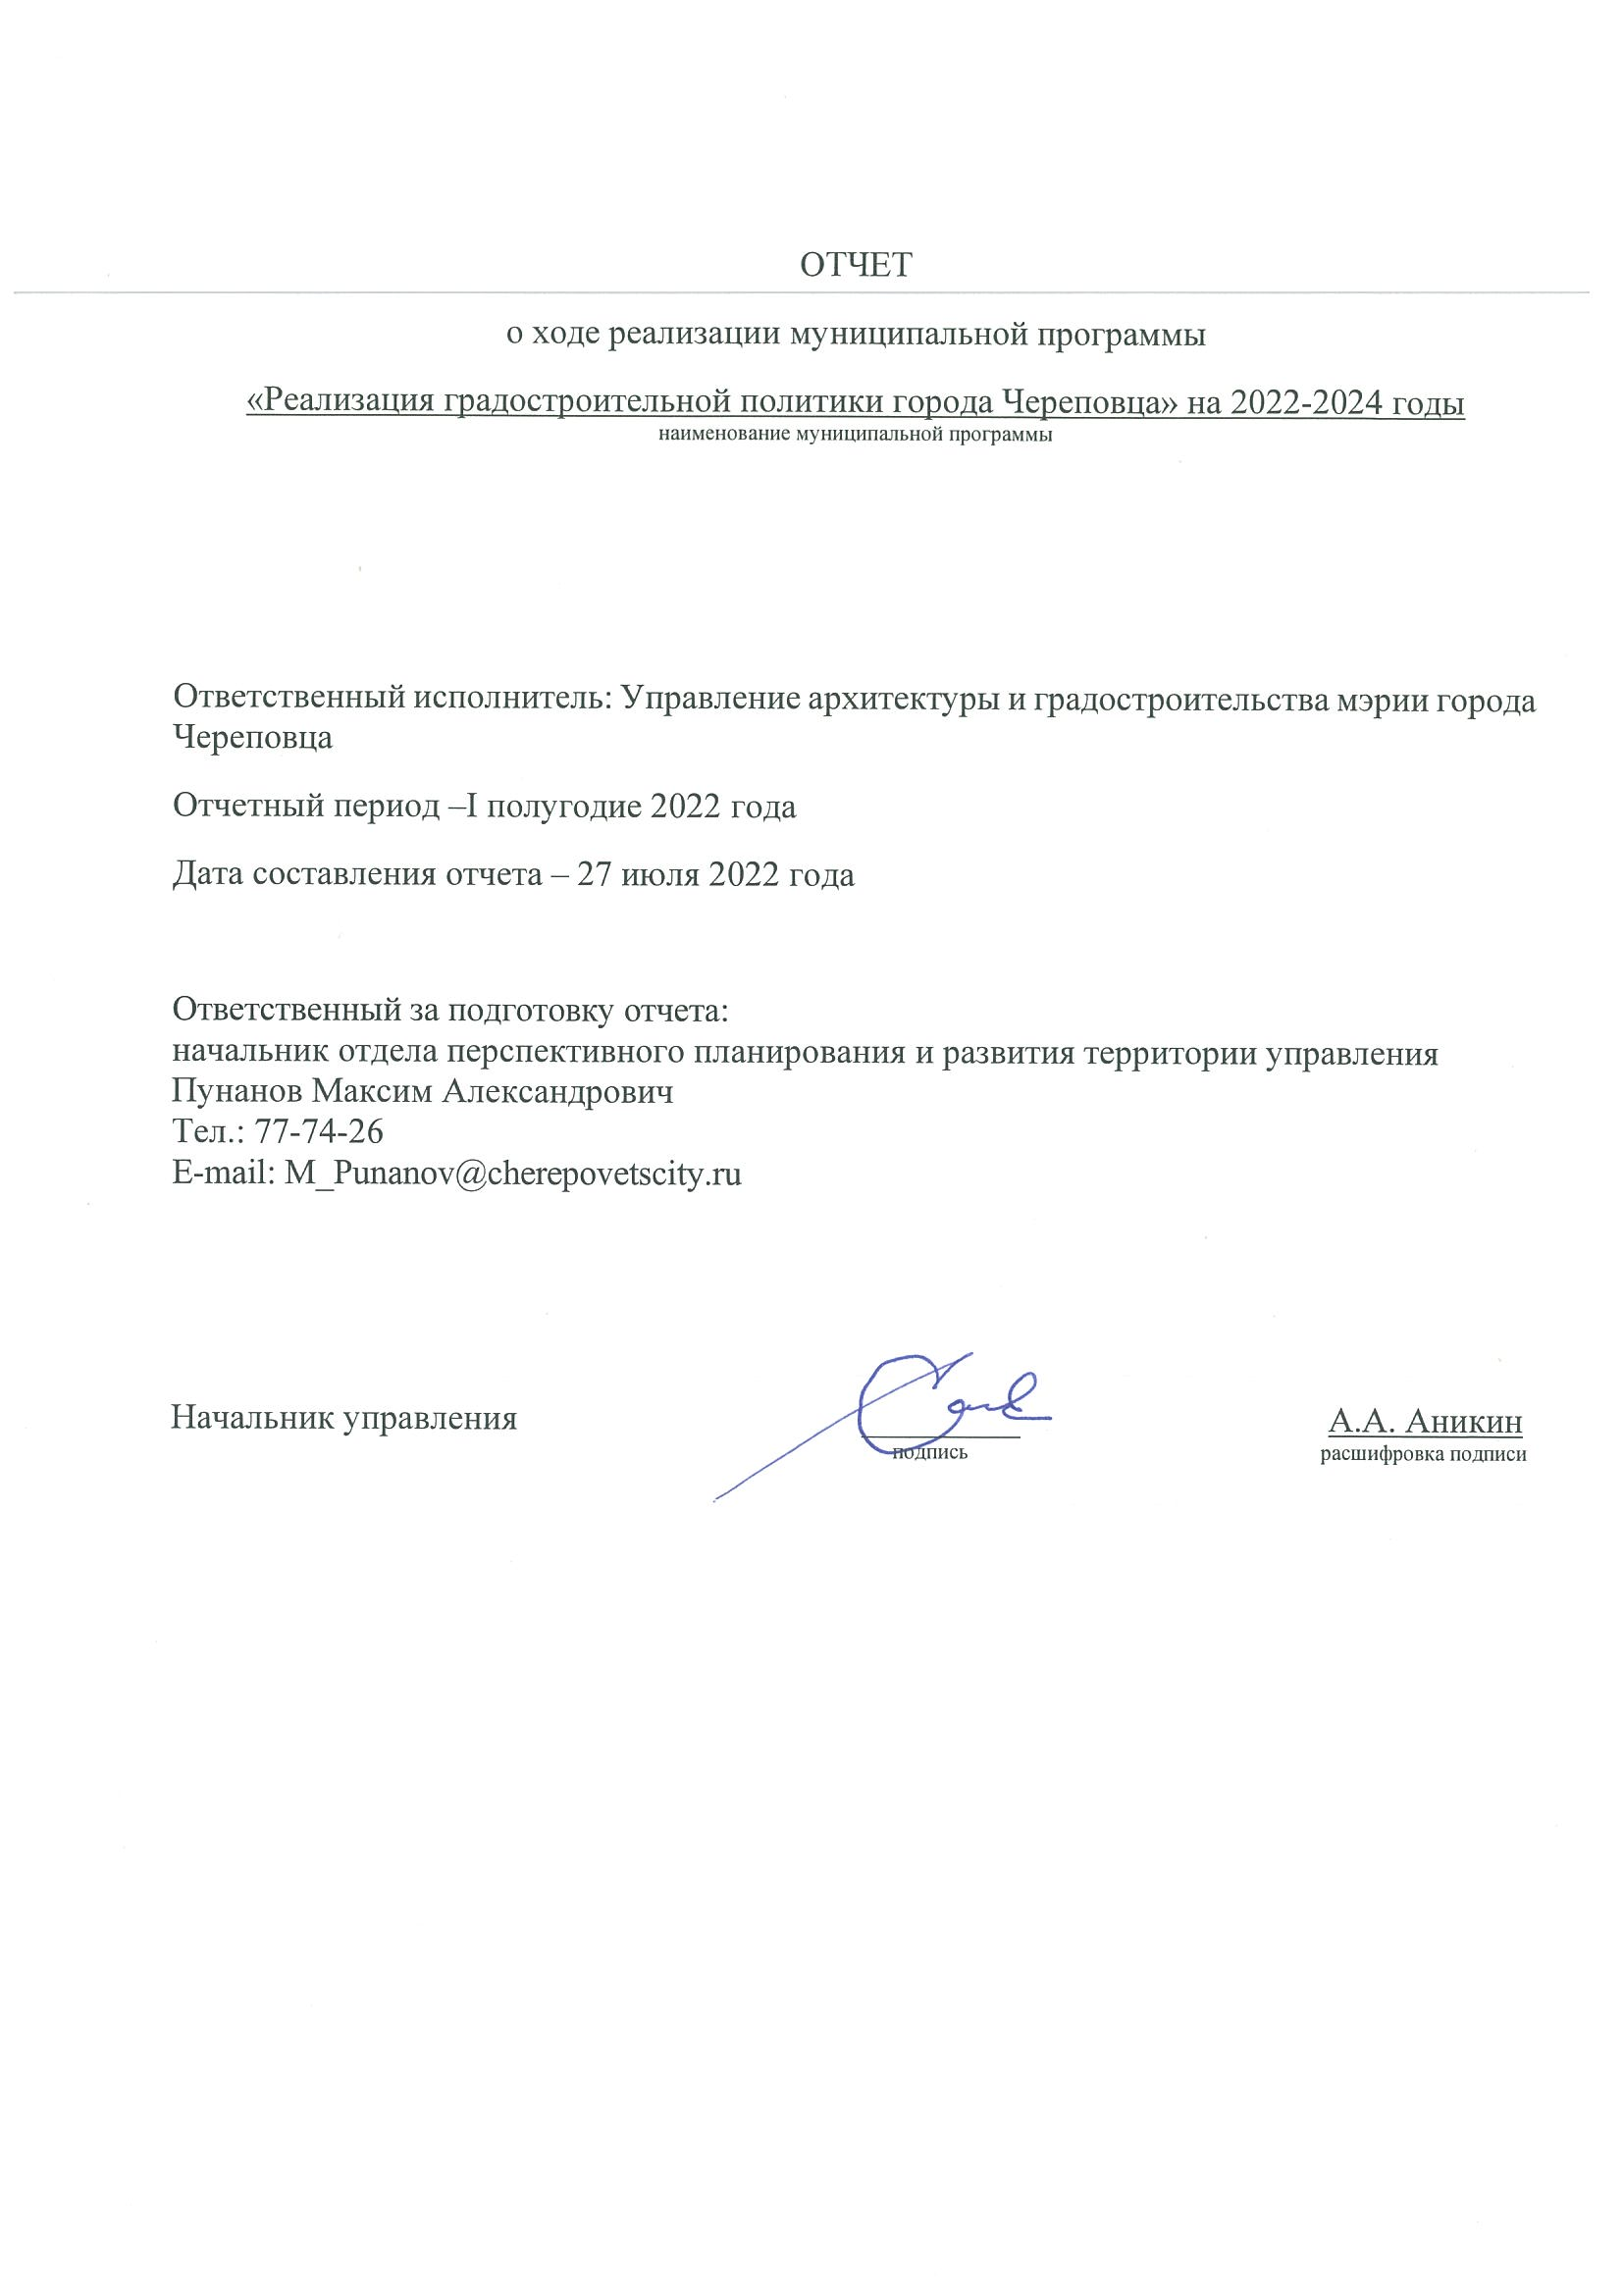 ОТЧЕТ
о ходе реализации муниципальной программы
«Реализация градостроительной политики города Череповца» на 2022-2024 годы
наименование муниципальной программы
Ответственный исполнитель: Управление архитектуры и градостроительства мэрии города
Череповца
Отчетный период –I полугодие 2022 года
Дата составления отчета – 27 июля 2022 года
Ответственный за подготовку отчета:
начальник отдела перспективного планирования и развития территории управления
Пунанов Максим Александрович
Тел.: 77-74-26
E-mail: M_Punanov@cherepovetscity.ru
Начальник управления
подпись
А.А. Аникин
расшифровка подписи